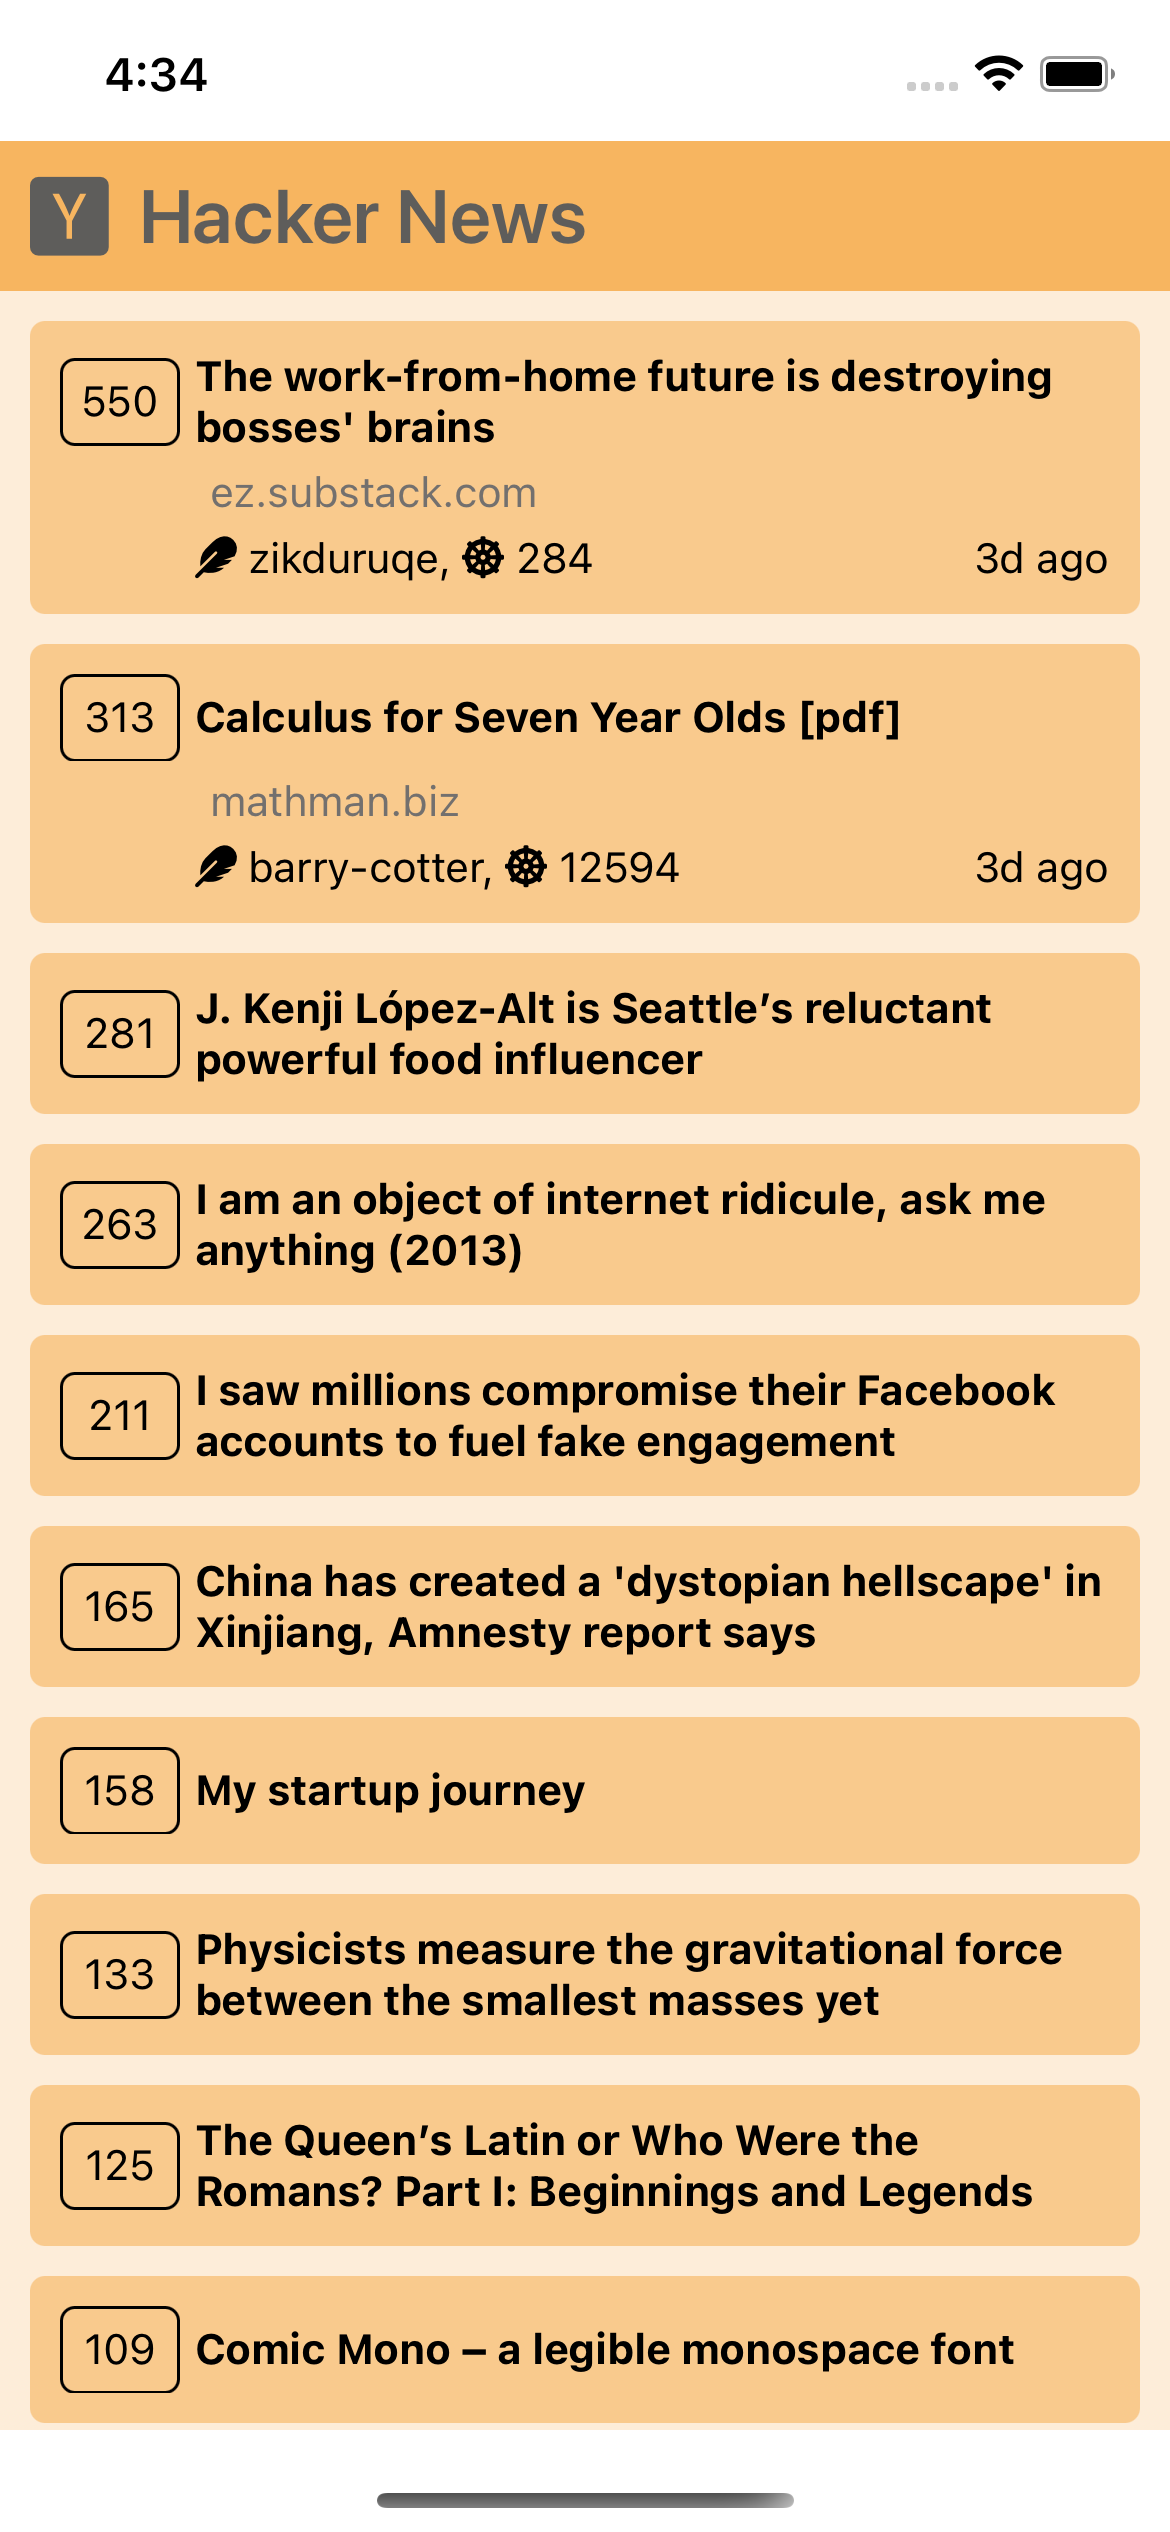 4:34
Y Hacker News
550
The work-from-home future is destroying
bosses' brains
ez.substack.com
zikduruqe, 284 3d ago
313 Calculus for Seven Year Olds [pdf]
mathman.biz
barry-cotter, 12594 3d ago
281
J. Kenji López-Alt is Seattle’s reluctant
powerful food influencer
263
I am an object of internet ridicule, ask me
anything (2013)
211
I saw millions compromise their Facebook
accounts to fuel fake engagement
165
China has created a 'dystopian hellscape' in
Xinjiang, Amnesty report says
158 My startup journey
133
Physicists measure the gravitational force
between the smallest masses yet
125
The Queen’s Latin or Who Were the
Romans? Part I: Beginnings and Legends
109 Comic Mono – a legible monospace font